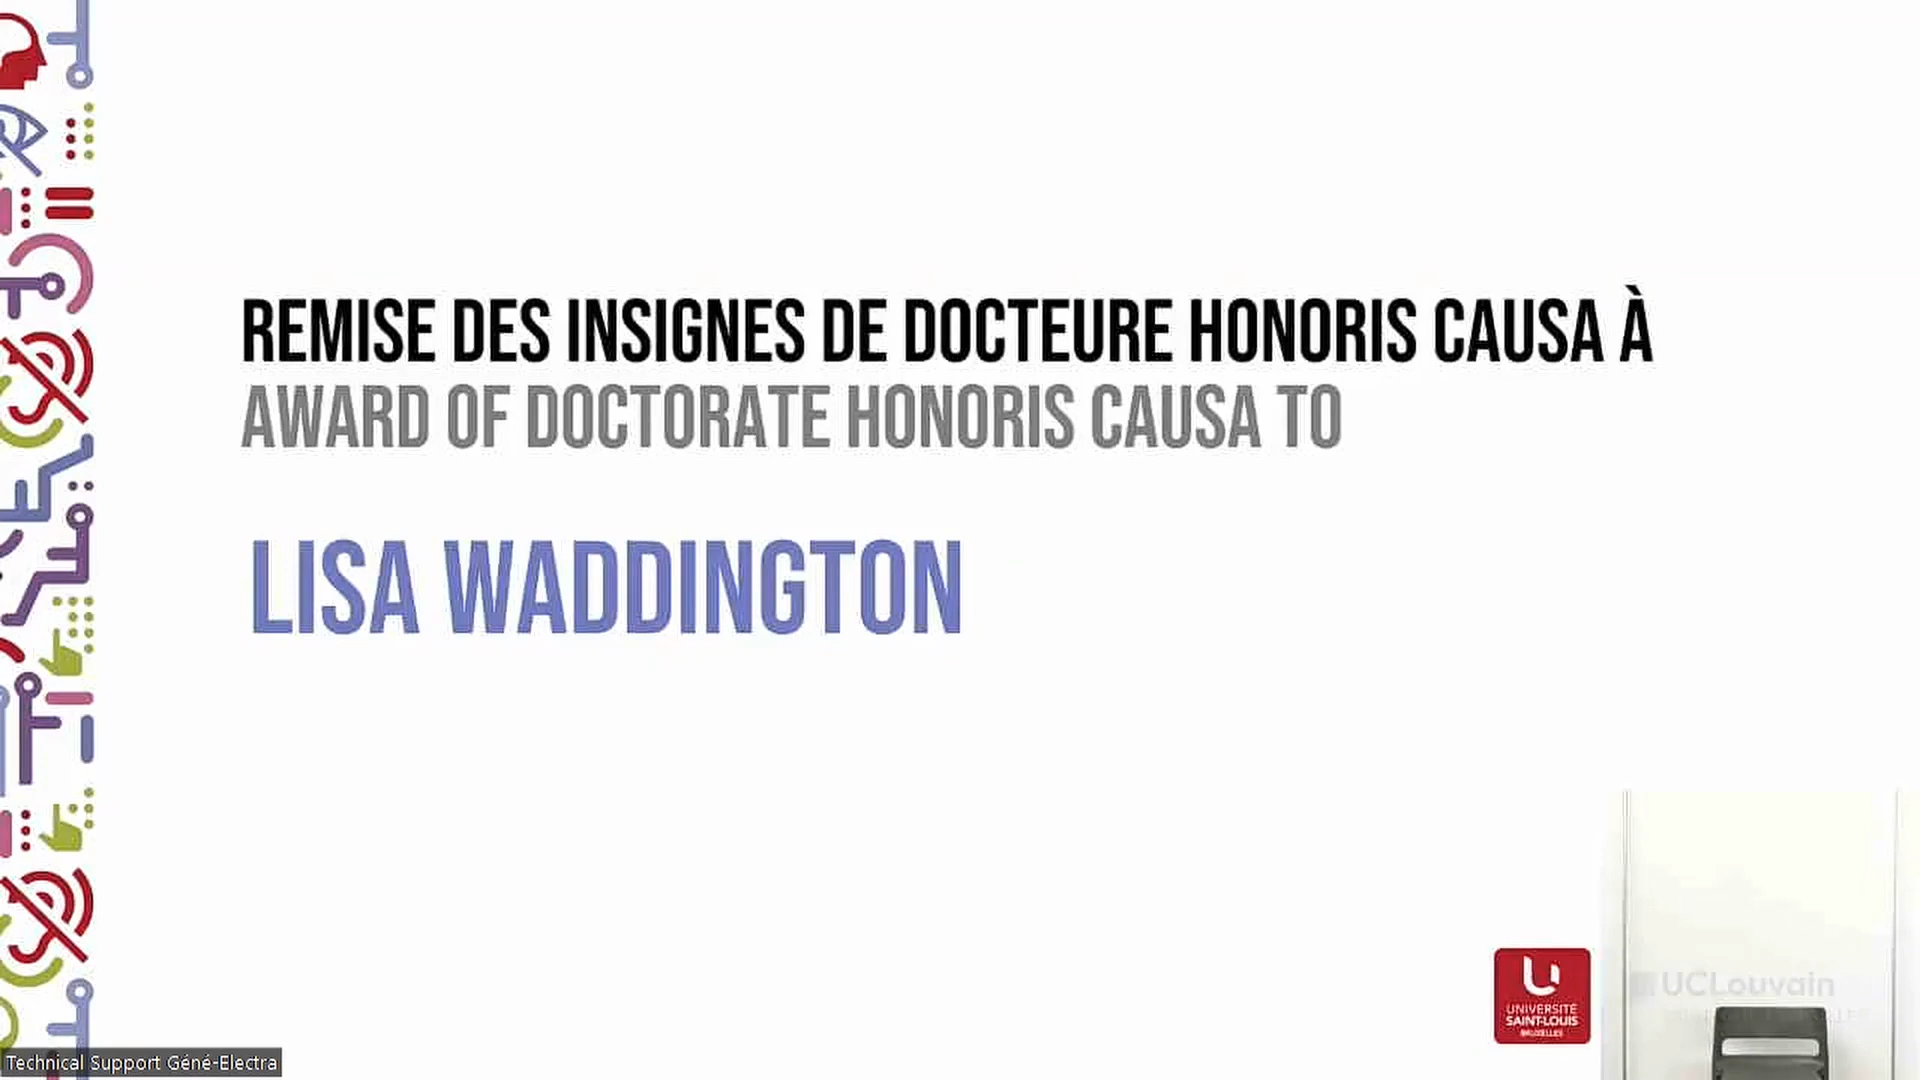 REMISE DES INSIGNES DE DOCTEURE HONORIS CAUSA À
AWARD OF DOCTORATE HONORIS CAUSA TO
LISA WADDINGTON
UNIVERSITÉ
SAINT-LOUIS
BRUXELLES
UCLouvain
Technical Support Géné-Electra